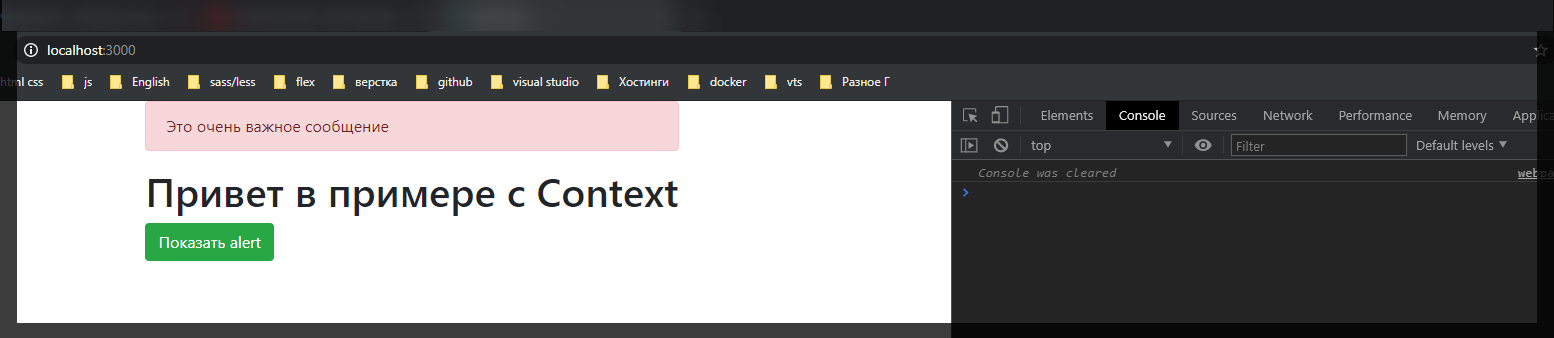 localhost:3000
html css js English sass/less flex верстка github visual studio Хостинги docker vts Разное Г
Это очень важное сообщение
Привет в примере с Context
Показать alert
Elements Console Sources Network Performance Memory Applica
top Filter Default levels
Console was cleared webpa